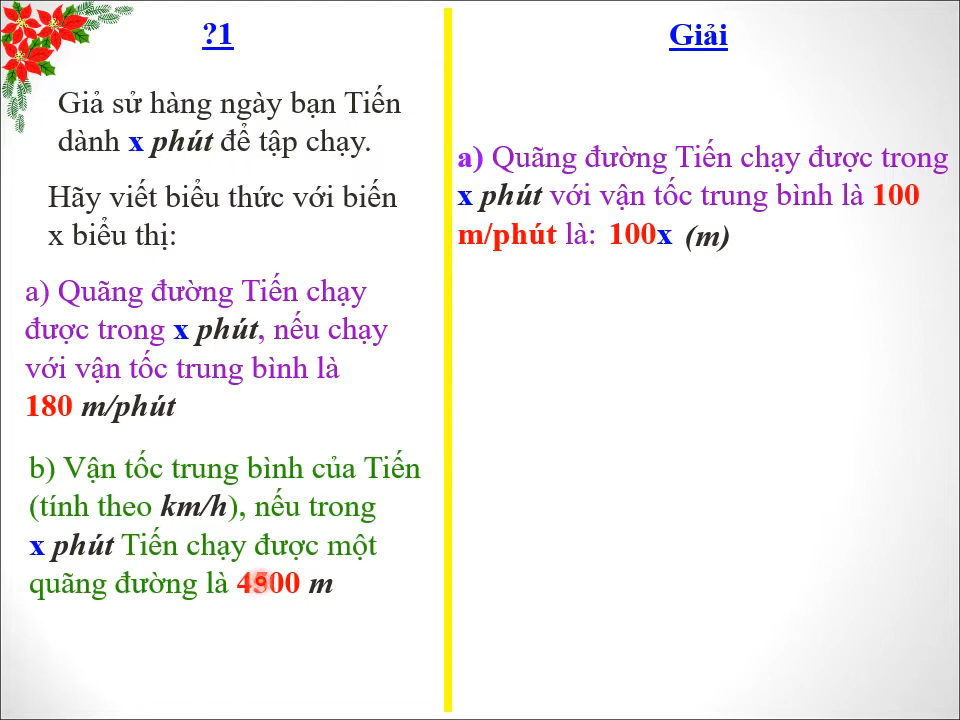 ?1
Giả sử hàng ngày bạn Tiến
dành x phút để tập chạy.
Hãy viết biểu thức với biến
x biểu thị:
a) Quãng đường Tiến chạy
được trong x phút, nếu chạy
với vận tốc trung bình là
180 m/phút
b) Vận tốc trung bình của Tiến
(tính theo km/h), nếu trong
x phút Tiến chạy được một
quãng đường là 4500 m
Giải
a) Quãng đường Tiến chạy được trong
x phút với vận tốc trung bình là 100
m/phút là: 100x (m)